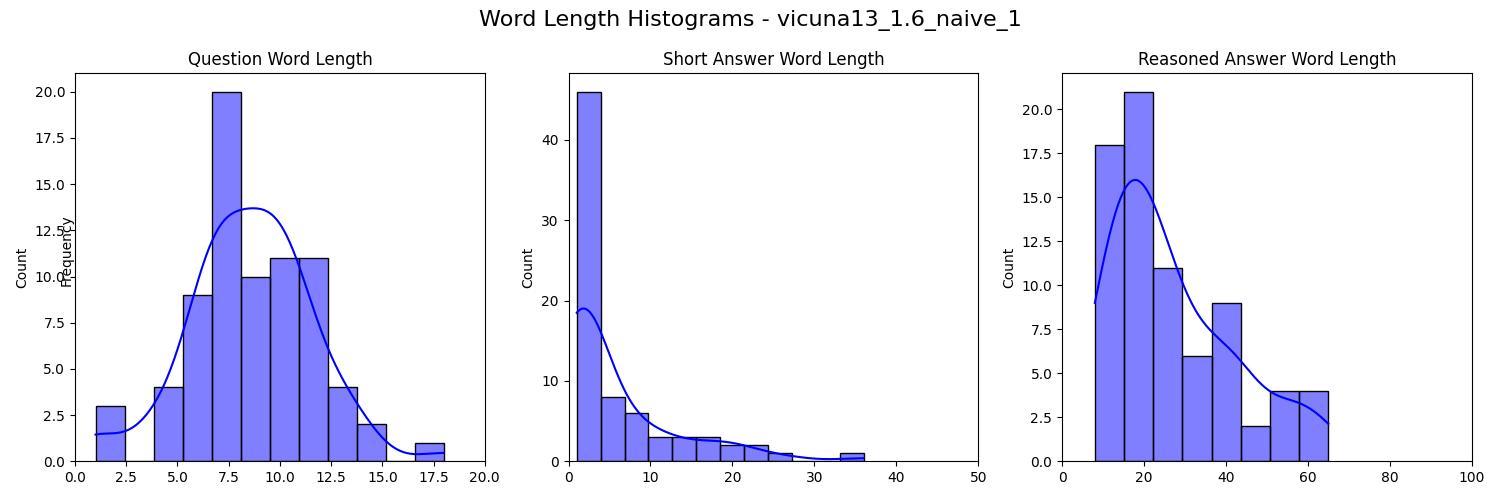 Word Length Histograms - vicuna13_1.6_naive_1
Question Word Length
Short Answer Word Length
Reasoned Answer Word Length
Count
Frequency
20.0
17.5
15.0
12.5
10.0
7.5
5.0
2.5
0.0
0.0 2.5 5.0 7.5 10.0 12.5 15.0 17.5 20.0
Count
40
30
20
10
0
0 10 20 30 40 50
Count
20.0
17.5
15.0
12.5
10.0
7.5
5.0
2.5
0.0
0 20 40 60 80 100